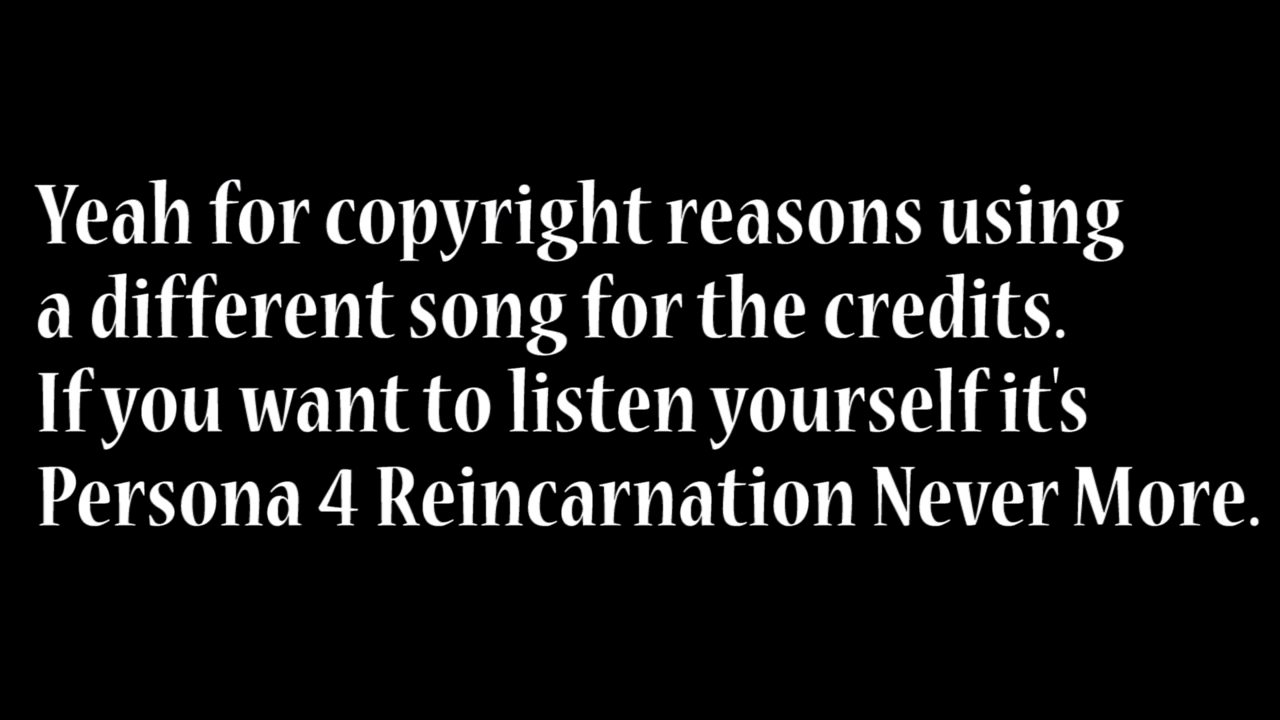 Yeah for copyright reasons using
a different song for the credits.
If you want to listen yourself it's
Persona 4 Reincarnation Never More.